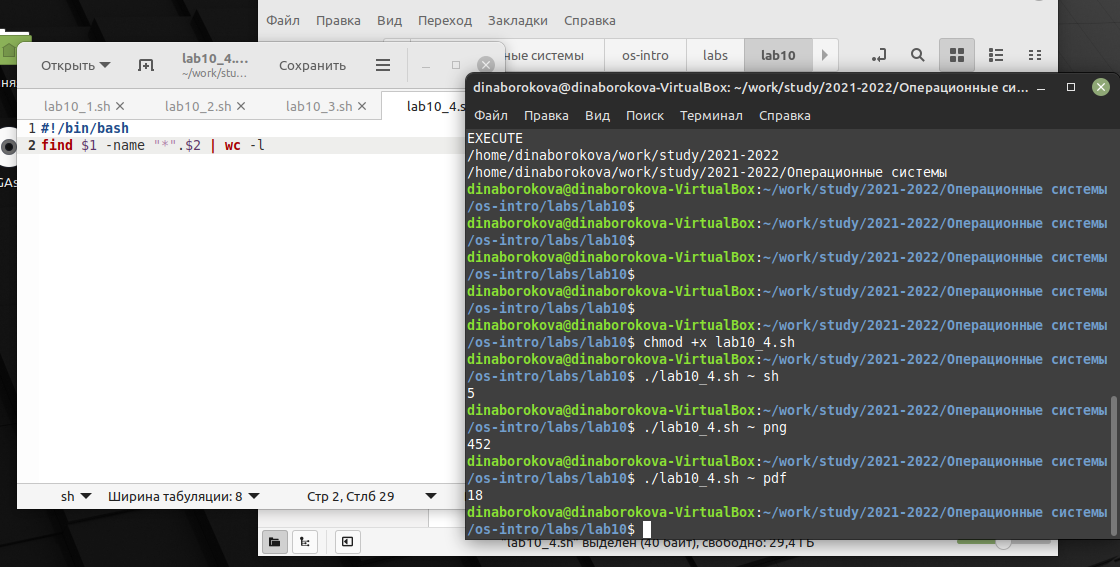 Файл Правка Вид Переход Закладки Справка
ные системы os-intro labs lab10
Открыть lab10_4.… Сохранить
~/work/stu…
lab10_1.sh lab10_2.sh lab10_3.sh lab10_4.s
1 #!/bin/bash
2 find $1 -name "*".$2 | wc -l
sh Ширина табуляции: 8 Стр 2, Стлб 29
dinaborokova@dinaborokova-VirtualBox: ~/work/study/2021-2022/Операционные си…
Файл Правка Вид Поиск Терминал Справка
EXECUTE
/home/dinaborokova/work/study/2021-2022
/home/dinaborokova/work/study/2021-2022/Операционные системы
dinaborokova@dinaborokova-VirtualBox:~/work/study/2021-2022/Операционные системы
/os-intro/labs/lab10$
dinaborokova@dinaborokova-VirtualBox:~/work/study/2021-2022/Операционные системы
/os-intro/labs/lab10$
dinaborokova@dinaborokova-VirtualBox:~/work/study/2021-2022/Операционные системы
/os-intro/labs/lab10$
dinaborokova@dinaborokova-VirtualBox:~/work/study/2021-2022/Операционные системы
/os-intro/labs/lab10$
dinaborokova@dinaborokova-VirtualBox:~/work/study/2021-2022/Операционные системы
/os-intro/labs/lab10$ chmod +x lab10_4.sh
dinaborokova@dinaborokova-VirtualBox:~/work/study/2021-2022/Операционные системы
/os-intro/labs/lab10$ ./lab10_4.sh ~ sh
5
dinaborokova@dinaborokova-VirtualBox:~/work/study/2021-2022/Операционные системы
/os-intro/labs/lab10$ ./lab10_4.sh ~ png
452
dinaborokova@dinaborokova-VirtualBox:~/work/study/2021-2022/Операционные системы
/os-intro/labs/lab10$ ./lab10_4.sh ~ pdf
18
dinaborokova@dinaborokova-VirtualBox:~/work/study/2021-2022/Операционные системы
/os-intro/labs/lab10$
"lab10_4.sh" выделен (40 байт), свободно: 29,4 ГБ